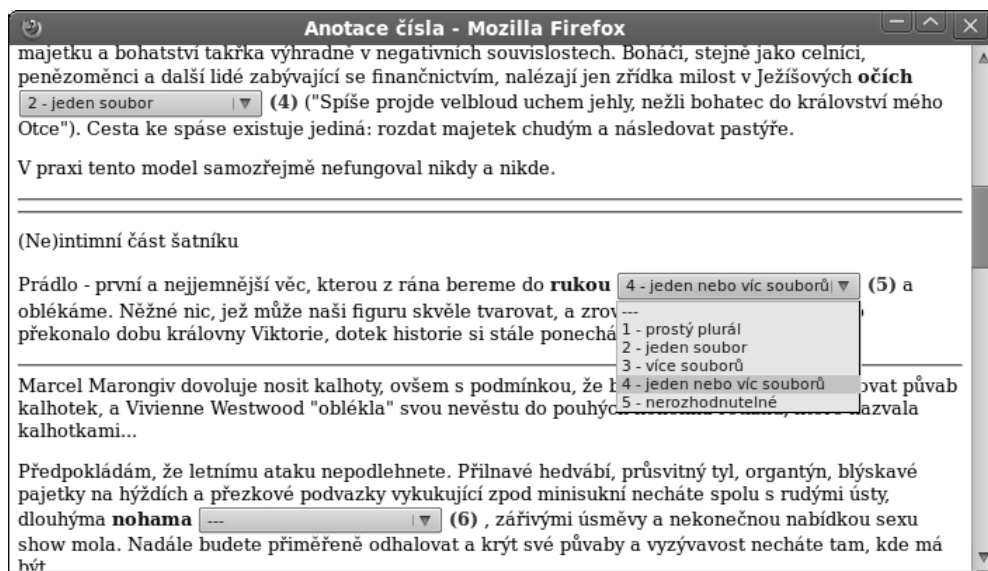 Anotace čísla - Mozilla Firefox
majetku a bohatství takřka výhradně v negativních souvislostech. Boháči, stejně jako celníci,
penězoměnci a další lidé zabývající se finančnictvím, nalézají jen zřídka milost v Ježíšových očích
2 - jeden soubor (4) ("Spíše projde velbloud uchem jehly, nežli bohatec do království mého
Otce"). Cesta ke spáse existuje jediná: rozdat majetek chudým a následovat pastýře.
V praxi tento model samozřejmě nefungoval nikdy a nikde.
(Ne)intimní část šatníku
Prádlo - první a nejjemnější věc, kterou z rána bereme do rukou 4 - jeden nebo víc souborů (5) a
oblékáme. Něžné nic, jež může naši figuru skvěle tvarovat, a
překonalo dobu královny Viktorie, dotek historie si stále
---
1 - prostý plurál
2 - jeden soubor
3 - více souborů
4 - jeden nebo víc souborů
5 - nerozhodnutelné
Marcel Marongiv dovoluje nosit kalhoty, ovšem s podmínkou, že půvab
kalhotek, a Vivienne Westwood "oblékla" svou nevěstu do
kalhotkami...
Předpokládám, že letnímu ataku nepodlehnete. Přilnavé hedvábí, průsvitný tyl, organtýn, blýskavé
pajetky na hýždích a přezkové podvazky vykukující zpod minisukní necháte spolu s rudými ústy,
dlouhýma nohama --- (6) , zářivými úsměvy a nekonečnou nabídkou sexu
show mola. Nadále budete přiměřeně odhalovat a krýt své půvaby a vyzývavost necháte tam, kde má
být